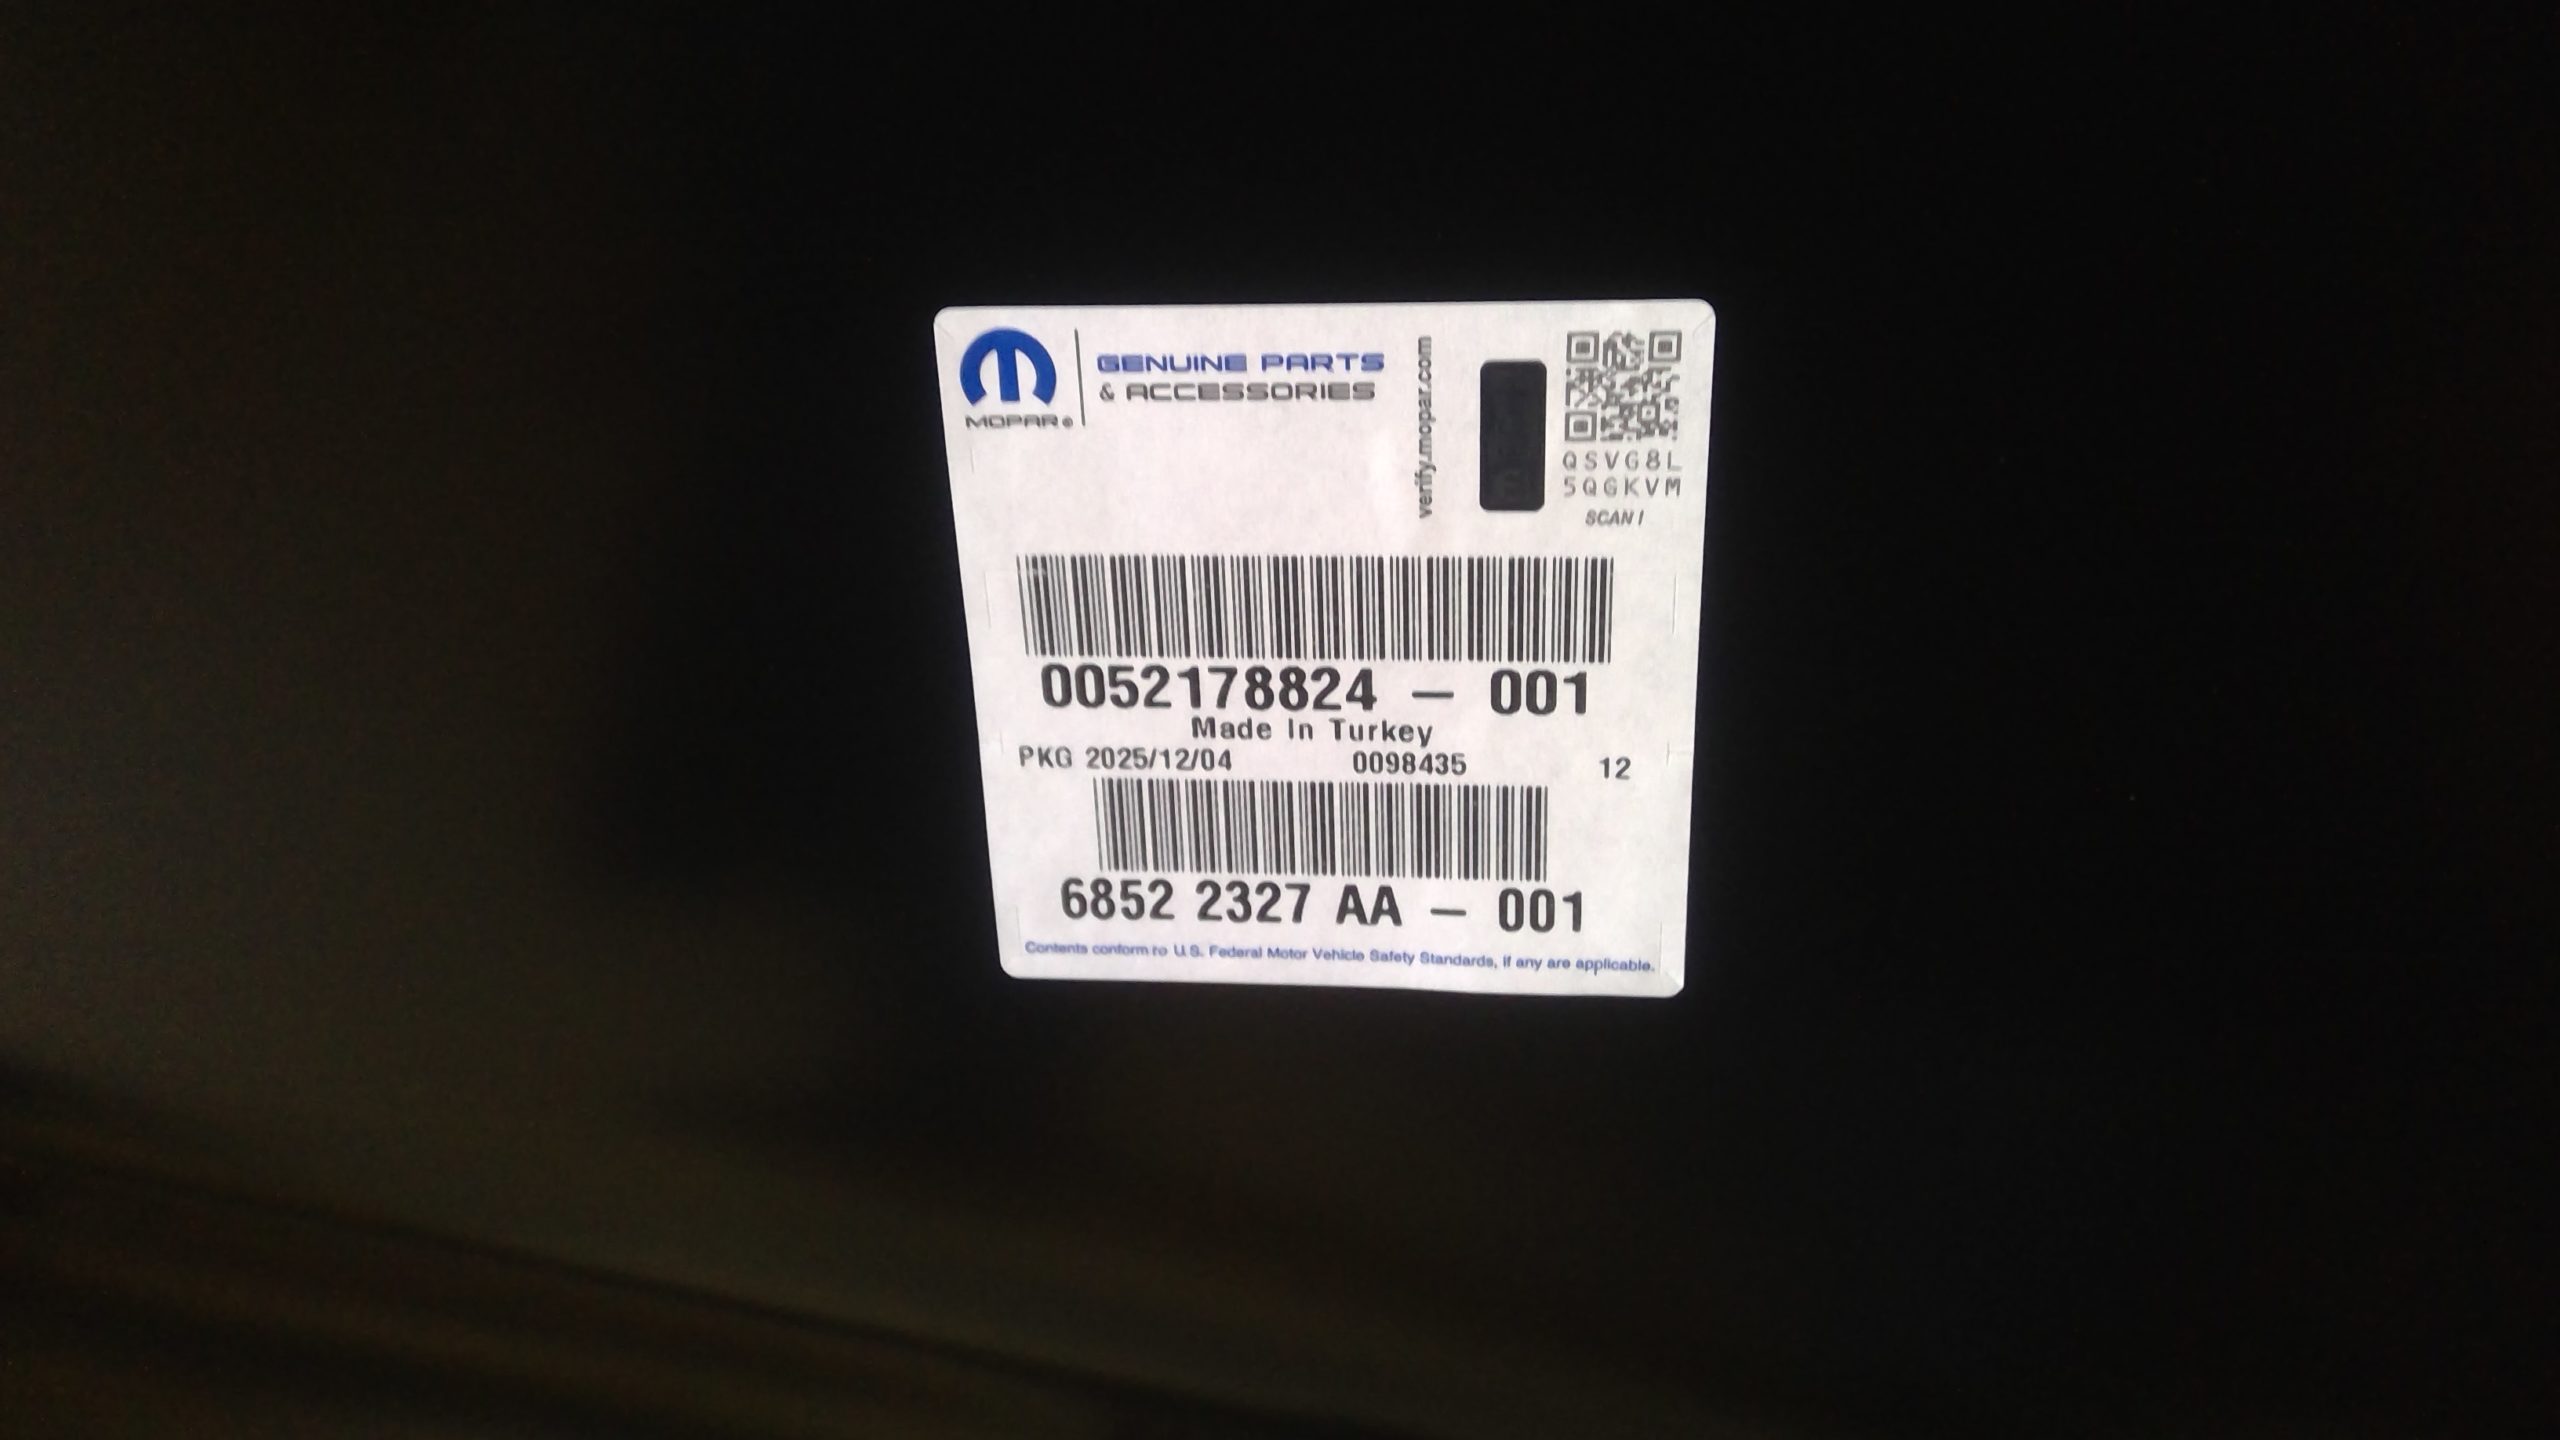 GENUINE PARTS
& ACCESSORIES
MOPAR®
verify.mopar.com
QSVG8L
5QGKVM
SCAN!
0052178824 – 001
Made In Turkey
PKG 2025/12/04 0098435 12
6852 2327 AA – 001
Contents conform to U.S. Federal Motor Vehicle Safety Standards, if any are applicable.